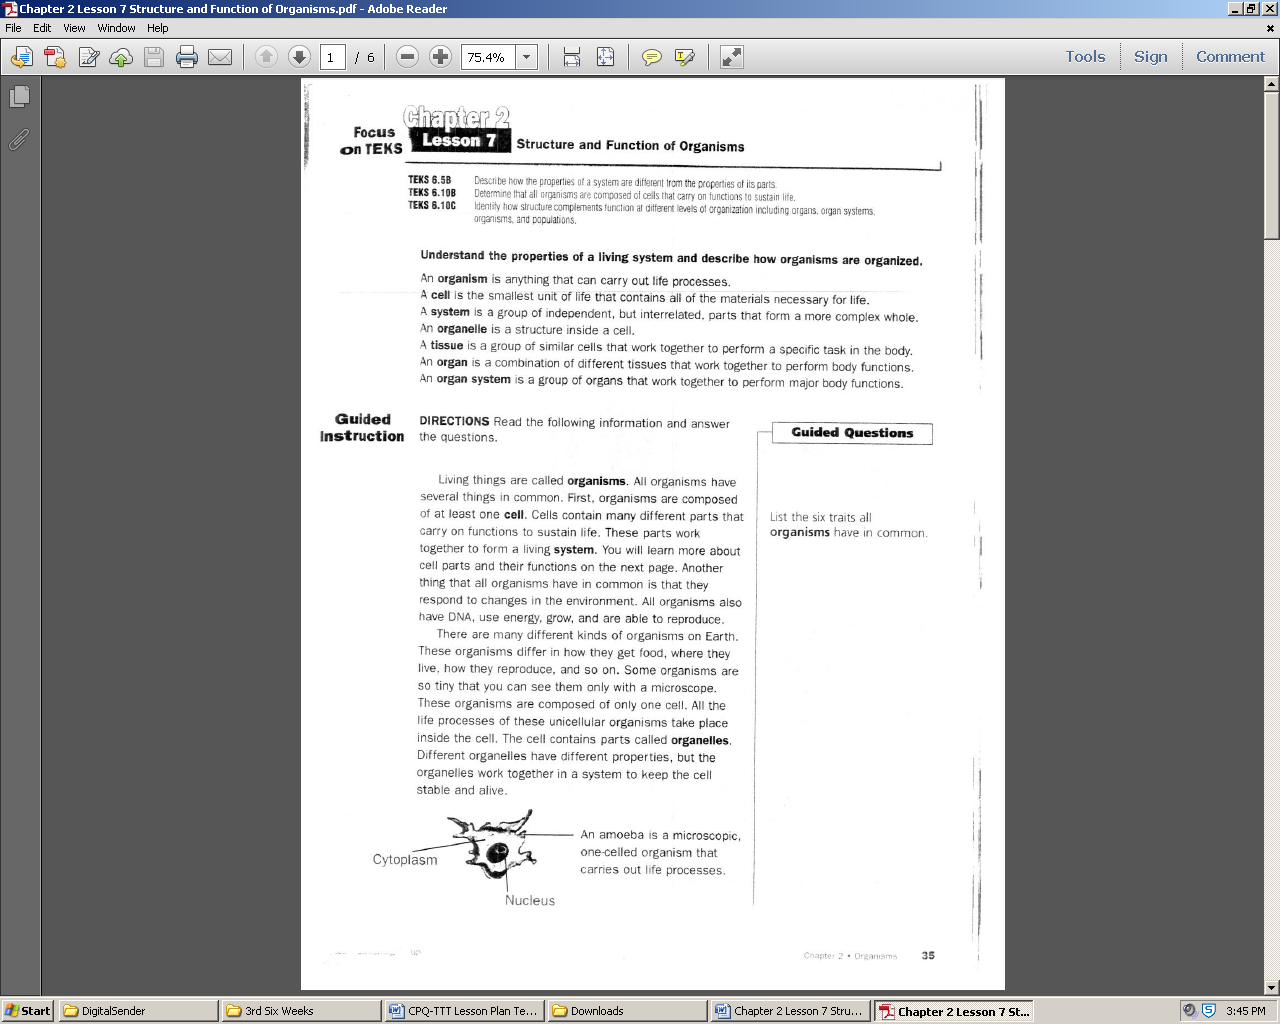 Chapter 2 Lesson 7 Structure and Function of Organisms.pdf - Adobe Reader
File Edit View Window Help
1 / 6 75.4% Tools Sign Comment
Chapter 2
Focus on TEKS
Lesson 7 Structure and Function of Organisms
TEKS 6.5B Describe how the properties of a system are different from the properties of its parts.
TEKS 6.10B Determine that all organisms are composed of cells that carry on functions to sustain life.
TEKS 6.10C Identify how structure complements function at different levels of organization including organs, organ systems,
organisms, and populations.
Understand the properties of a living system and describe how organisms are organized.
An organism is anything that can carry out life processes.
A cell is the smallest unit of life that contains all of the materials necessary for life.
A system is a group of independent, but interrelated, parts that form a more complex whole.
An organelle is a structure inside a cell.
A tissue is a group of similar cells that work together to perform a specific task in the body.
An organ is a combination of different tissues that work together to perform body functions.
An organ system is a group of organs that work together to perform major body functions.
Guided
Instruction
DIRECTIONS Read the following information and answer
the questions.
Living things are called organisms. All organisms have
several things in common. First, organisms are composed
of at least one cell. Cells contain many different parts that
carry on functions to sustain life. These parts work
together to form a living system. You will learn more about
cell parts and their functions on the next page. Another
thing that all organisms have in common is that they
respond to changes in the environment. All organisms also
have DNA, use energy, grow, and are able to reproduce.
There are many different kinds of organisms on Earth.
These organisms differ in how they get food, where they
live, how they reproduce, and so on. Some organisms are
so tiny that you can see them only with a microscope.
These organisms are composed of only one cell. All the
life processes of these unicellular organisms take place
inside the cell. The cell contains parts called organelles.
Different organelles have different properties, but the
organelles work together in a system to keep the cell
stable and alive.
Guided Questions
List the six traits all
organisms have in common.
Cytoplasm
Nucleus
An amoeba is a microscopic,
one-celled organism that
carries out life processes.
Chapter 2 • Organisms 35
Start DigitalSender 3rd Six Weeks CPQ-TTT Lesson Plan Te... Downloads Chapter 2 Lesson 7 Stru... Chapter 2 Lesson 7 St... 3:45 PM